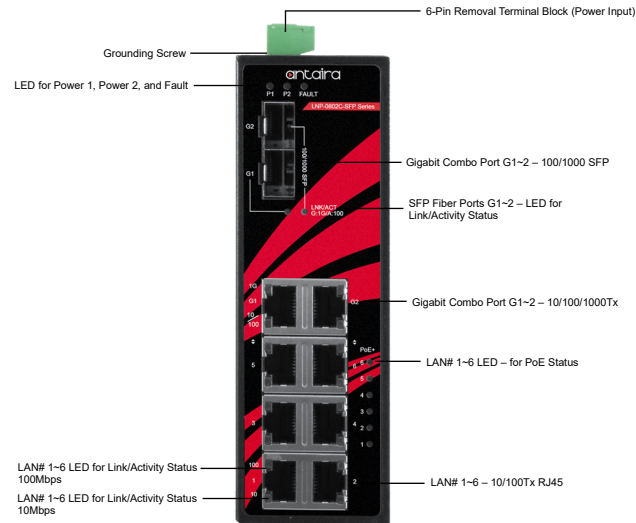 6-Pin Removal Terminal Block (Power Input)
Grounding Screw
LED for Power 1, Power 2, and Fault
antaira
P1 P2 FAULT
LNP-0802C-SFP Series
G2
G1
100/1000 SFP
LNK/ACT
G:1G/A:100
Gigabit Combo Port G1~2 – 100/1000 SFP
SFP Fiber Ports G1~2 – LED for
Link/Activity Status
1G
G1
10
100
G2
Gigabit Combo Port G1~2 – 10/100/1000Tx
PoE+
5
6
6
5
4
3
2
1
LAN# 1~6 LED – for PoE Status
3
4
100
1
10
2
LAN# 1~6 LED for Link/Activity Status
100Mbps
LAN# 1~6 LED for Link/Activity Status
10Mbps
LAN# 1~6 – 10/100Tx RJ45